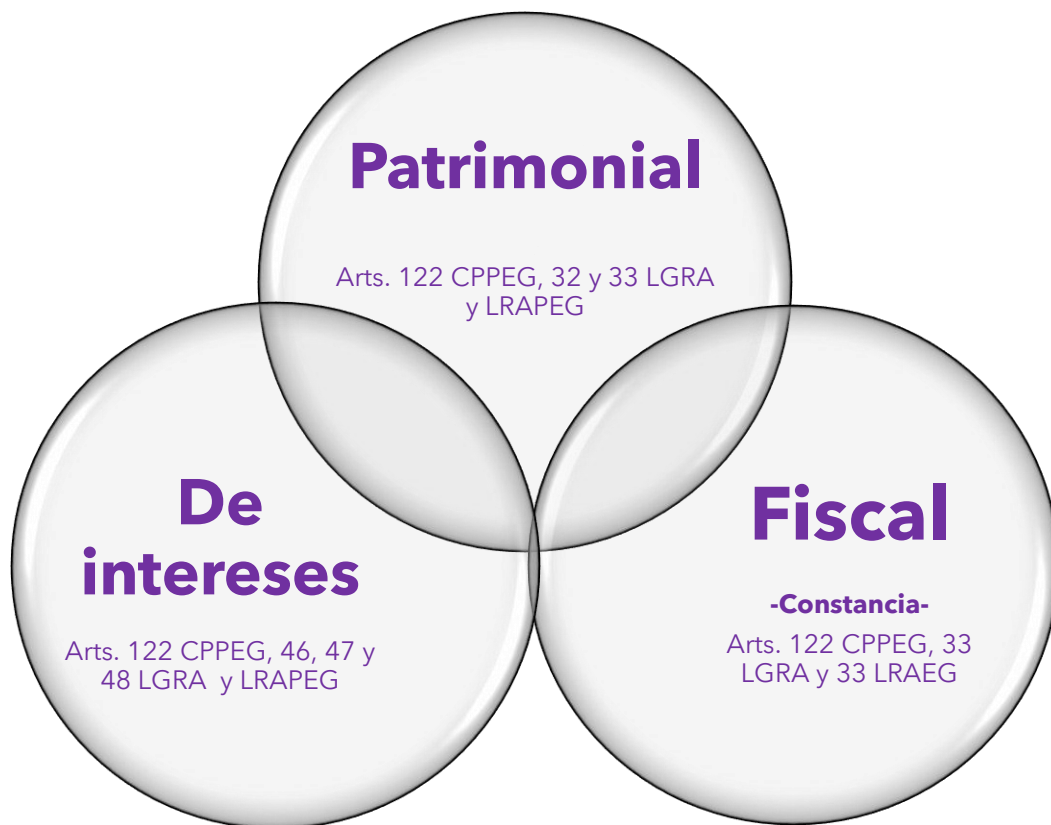 Patrimonial
Arts. 122 CPPEG, 32 y 33 LGRA
y LRAPEG
De
intereses
Arts. 122 CPPEG, 46, 47 y
48 LGRA y LRAPEG
Fiscal
-Constancia-
Arts. 122 CPPEG, 33
LGRA y 33 LRAEG